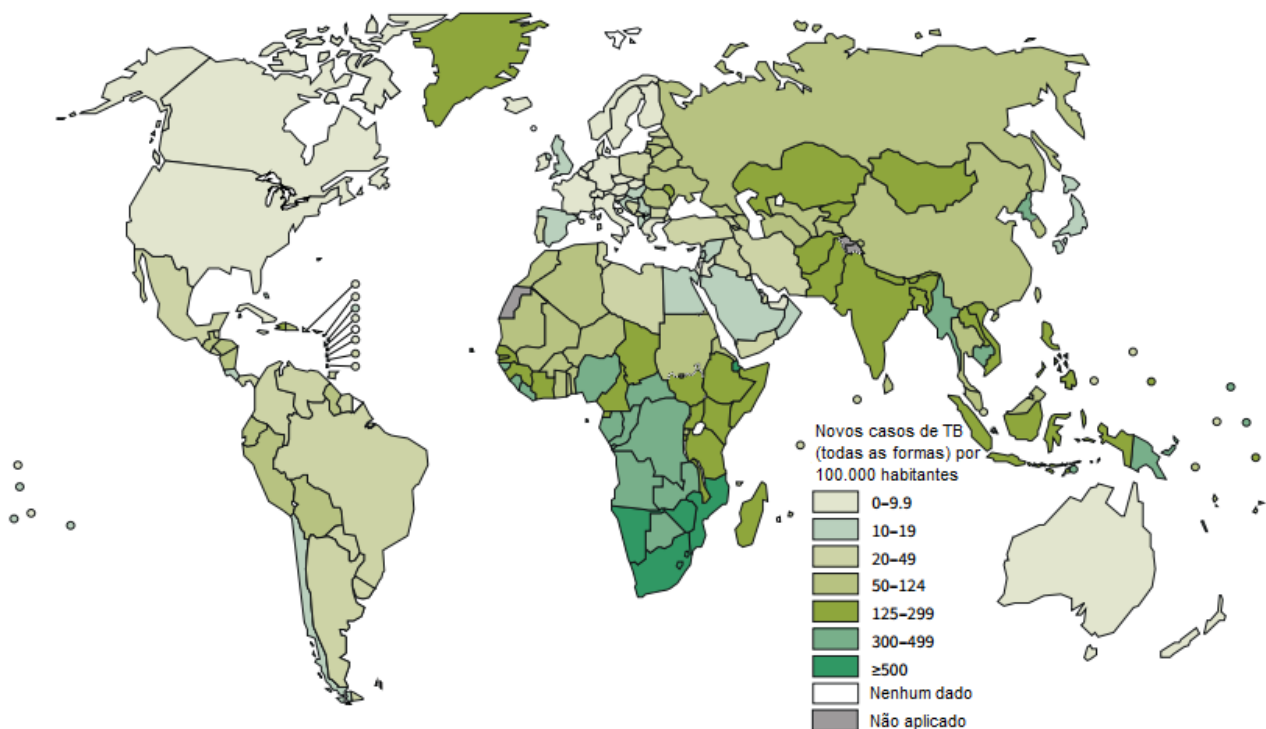 Novos casos de TB
(todas as formas) por
100.000 habitantes
0–9.9
10–19
20–49
50–124
125–299
300–499
≥500
Nenhum dado
Não aplicado